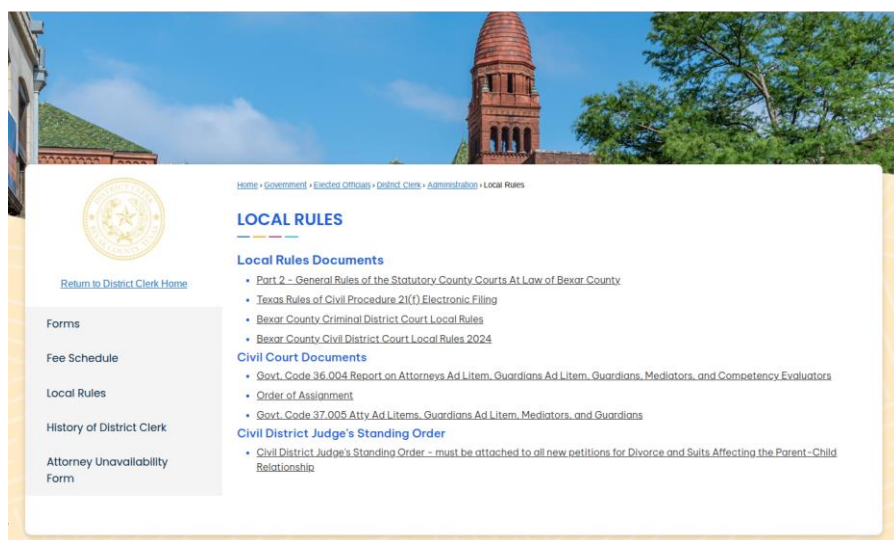 DISTRICT CLERK
BEXAR COUNTY, TEXAS
Return to District Clerk Home
Forms
Fee Schedule
Local Rules
History of District Clerk
Attorney Unavailability
Form
Home › Government › Elected Officials › District Clerk › Administration › Local Rules
LOCAL RULES
Local Rules Documents
• Part 2 - General Rules of the Statutory County Courts At Law of Bexar County
• Texas Rules of Civil Procedure 21(f) Electronic Filing
• Bexar County Criminal District Court Local Rules
• Bexar County Civil District Court Local Rules 2024
Civil Court Documents
• Govt. Code 36.004 Report on Attorneys Ad Litem, Guardians Ad Litem, Guardians, Mediators, and Competency Evaluators
• Order of Assignment
• Govt. Code 37.005 Atty Ad Litems, Guardians Ad Litem, Mediators, and Guardians
Civil District Judge's Standing Order
• Civil District Judge's Standing Order - must be attached to all new petitions for Divorce and Suits Affecting the Parent-Child
Relationship